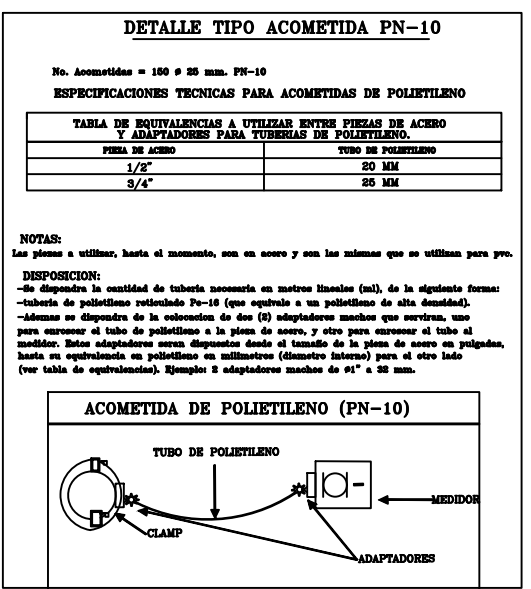 DETALLE TIPO ACOMETIDA PN-10
No. Acometidas = 150 Ø 25 mm. PN-10
ESPECIFICACIONES TECNICAS PARA ACOMETIDAS DE POLIETILENO
TABLA DE EQUIVALENCIAS A UTILIZAR ENTRE PIEZAS DE ACERO
Y ADAPTADORES PARA TUBERIAS DE POLIETILENO.
PIEZA DE ACERO TUBO DE POLIETILENO
1/2" 20 MM
3/4" 25 MM
NOTAS:
Las piezas a utilizar, hasta el momento, son en acero y son las mismas que se utilizan para pvc.
DISPOSICION:
-Se dispondra la cantidad de tuberia necesaria en metros lineales (ml), de la siguiente forma:
-tuberia de polietileno reticulado Pe-16 (que equivale a un polietileno de alta densidad).
-Ademas se dispondra de la colocacion de dos (2) adaptadores machos que serviran, uno
para enroscar el tubo de polietileno a la pieza de acero, y otro para enroscar el tubo al
medidor. Estos adaptadores seran dispuestos desde el tamaño de la pieza de acero en pulgadas,
hasta su equivalencia en polietileno en milimetros (diametro interno) para el otro lado
(ver tabla de equivalencias). Ejemplo: 2 adaptadores machos de Ø1" a 32 mm.
ACOMETIDA DE POLIETILENO (PN-10)
TUBO DE POLIETILENO
MEDIDOR
CLAMP
ADAPTADORES